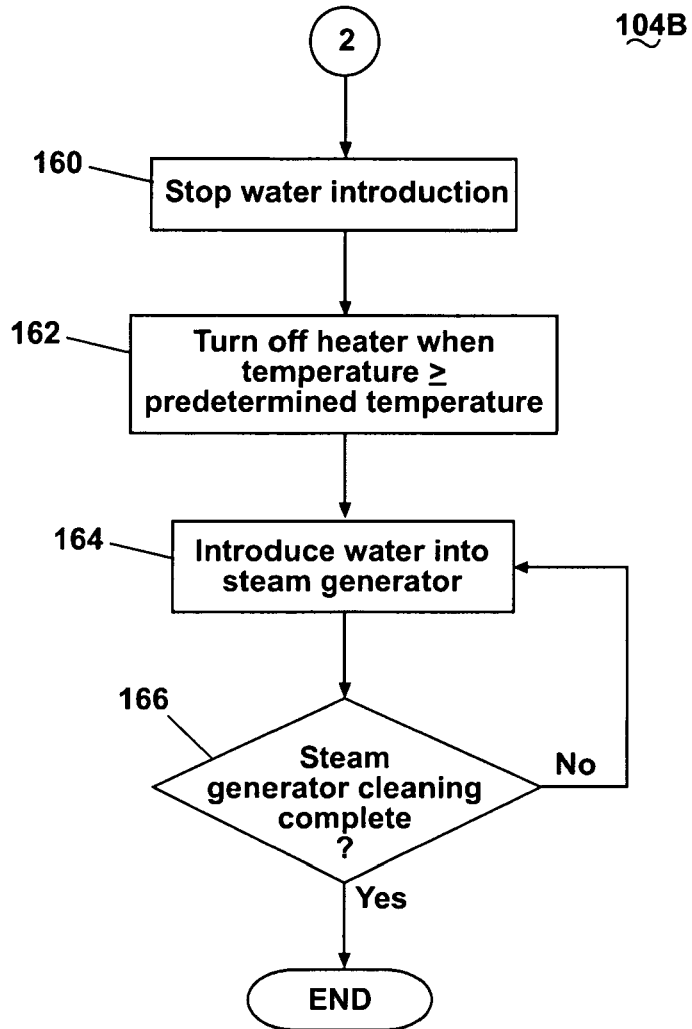 2
104B
160
Stop water introduction
162
Turn off heater when
temperature ≥
predetermined temperature
164
Introduce water into
steam generator
166
Steam
generator cleaning
complete
?
No
Yes
END